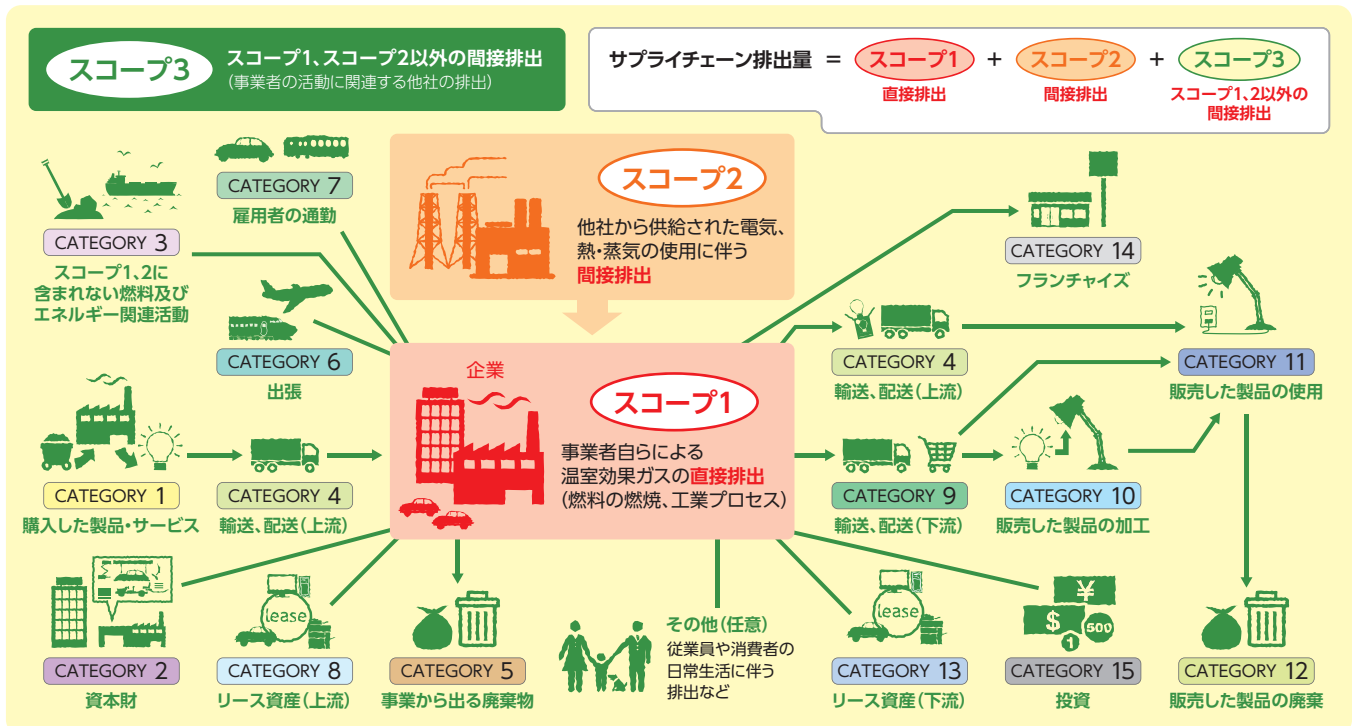 スコープ3
スコープ1、スコープ2以外の間接排出
(事業者の活動に関連する他社の排出)
サプライチェーン排出量 = スコープ1 + スコープ2 + スコープ3
直接排出
間接排出
スコープ1、2以外の
間接排出
CATEGORY 3
スコープ1、2に
含まれない燃料及び
エネルギー関連活動
CATEGORY 7
雇用者の通勤
CATEGORY 6
出張
スコープ2
他社から供給された電気、
熱・蒸気の使用に伴う
間接排出
CATEGORY 14
フランチャイズ
CATEGORY 1
購入した製品・サービス
CATEGORY 4
輸送、配送(上流)
企業
スコープ1
事業者自らによる
温室効果ガスの直接排出
(燃料の燃焼、工業プロセス)
CATEGORY 4
輸送、配送(上流)
CATEGORY 11
販売した製品の使用
CATEGORY 9
輸送、配送(下流)
CATEGORY 10
販売した製品の加工
CATEGORY 2
資本財
lease
CATEGORY 8
リース資産(上流)
CATEGORY 5
事業から出る廃棄物
その他(任意)
従業員や消費者の
日常生活に伴う
排出など
lease
CATEGORY 13
リース資産(下流)
¥
$
500
1
CATEGORY 15
投資
CATEGORY 12
販売した製品の廃棄